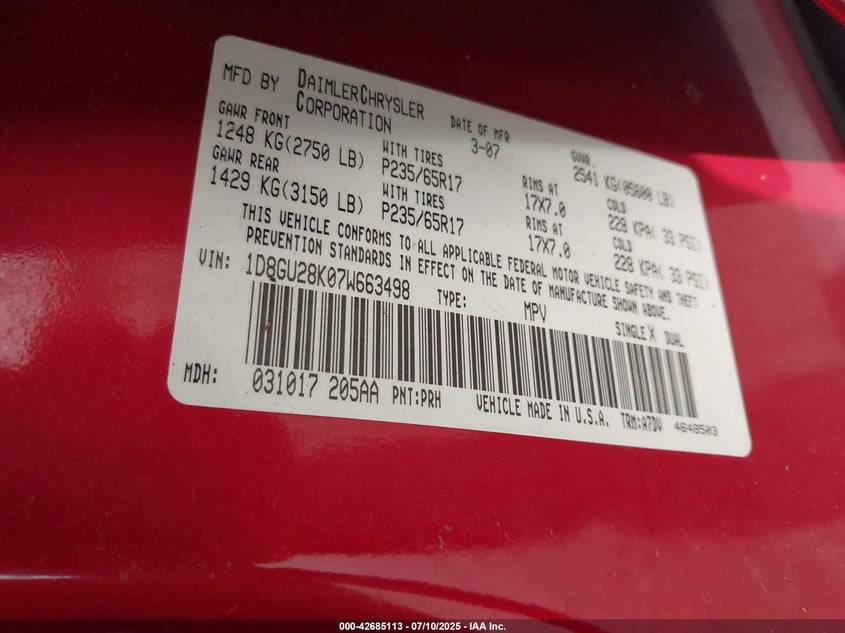 MFD BY DAIMLERCHRYSLER CORPORATION
DATE OF MFR 3-07
GVWR. 2541 KG(05600 LB)
GAWR FRONT 1248 KG(2750 LB)
WITH TIRES P235/65R17
RIMS AT 17X7.0
COLD 228 KPA( 33 PSI)
GAWR REAR 1429 KG(3150 LB)
WITH TIRES P235/65R17
RIMS AT 17X7.0
COLD 228 KPA( 33 PSI)
THIS VEHICLE CONFORMS TO ALL APPLICABLE FEDERAL MOTOR VEHICLE SAFETY AND THEFT
PREVENTION STANDARDS IN EFFECT ON THE DATE OF MANUFACTURE SHOWN ABOVE.
VIN: 1D8GU28K07W663498 TYPE: MPV SINGLE X DUAL
MDH: 031017 205AA PNT:PRH VEHICLE MADE IN U.S.A. TRM:A7DV 4648503
000-42685113 - 07/10/2025 - IAA Inc.